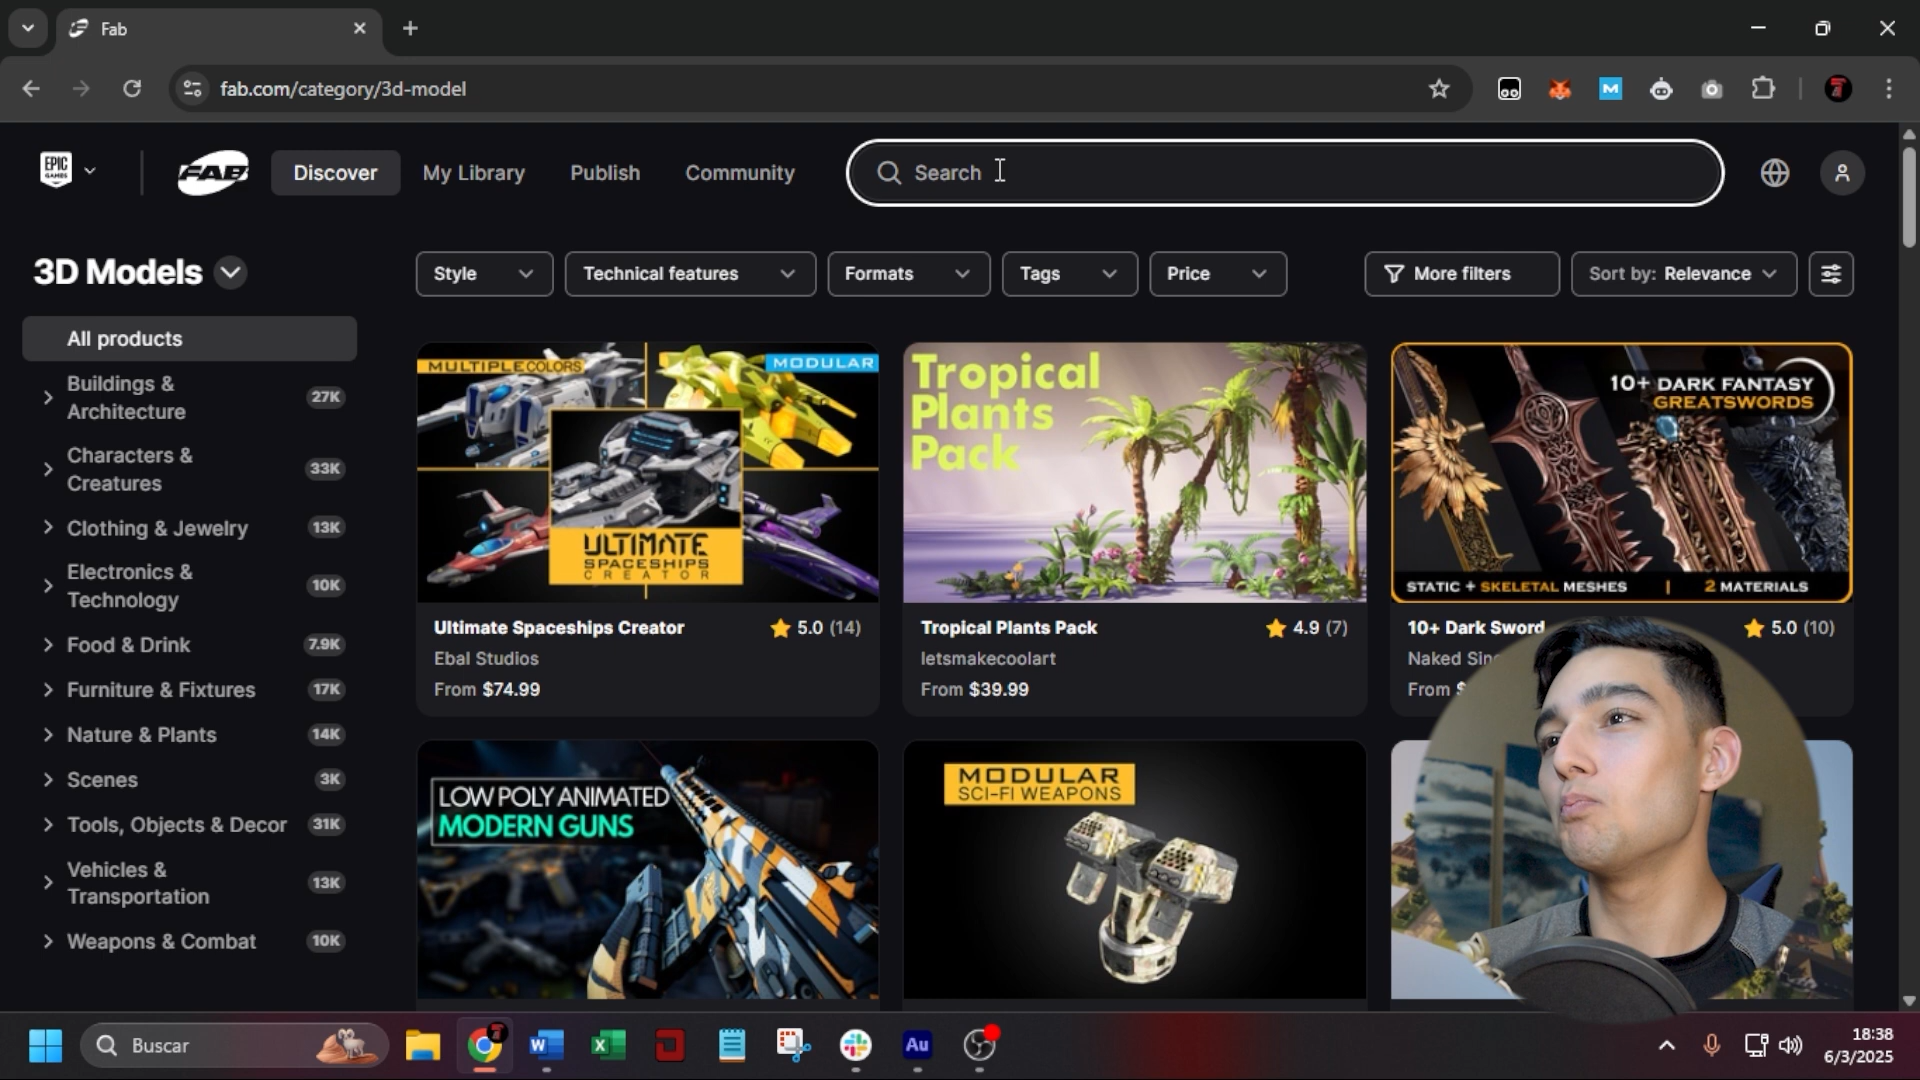 Fab
fab.com/category/3d-model
EPIC GAMES
FAB
Discover
My Library
Publish
Community
Search
3D Models
Style
Technical features
Formats
Tags
Price
More filters
Sort by: Relevance
All products
Buildings & Architecture 27K
Characters & Creatures 33K
Clothing & Jewelry 13K
Electronics & Technology 10K
Food & Drink 7.9K
Furniture & Fixtures 17K
Nature & Plants 14K
Scenes 3K
Tools, Objects & Decor 31K
Vehicles & Transportation 13K
Weapons & Combat 10K
MULTIPLE COLORS
MODULAR
ULTIMATE
SPACESHIPS
CREATOR
Ultimate Spaceships Creator 5.0 (14)
Ebal Studios
From $74.99
Tropical
Plants
Pack
Tropical Plants Pack 4.9 (7)
letsmakecoolart
From $39.99
10+ DARK FANTASY
GREATSWORDS
STATIC + SKELETAL MESHES | 2 MATERIALS
10+ Dark Sword 5.0 (10)
Naked
From
LOW POLY ANIMATED
MODERN GUNS
MODULAR
SCI-FI WEAPONS
Buscar
W
Au
18:38
6/3/2025